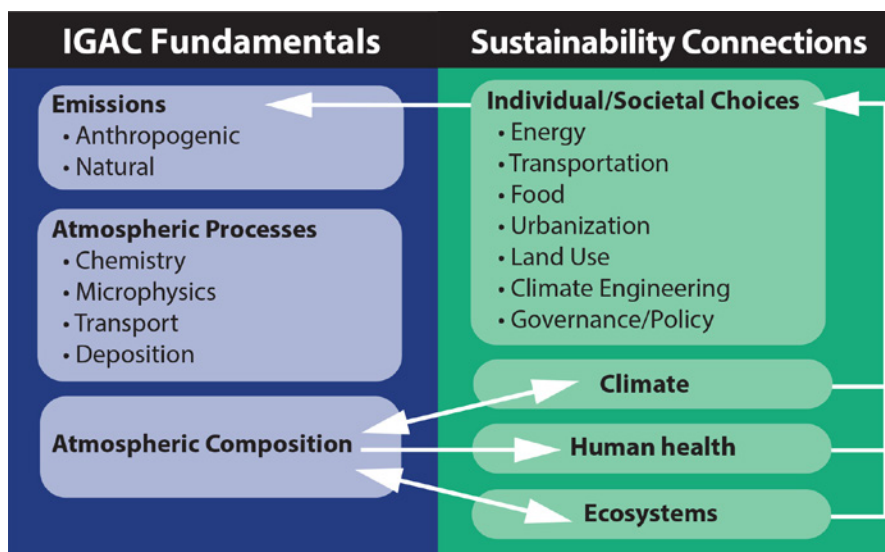 IGAC Fundamentals
Emissions
• Anthropogenic
• Natural
Atmospheric Processes
• Chemistry
• Microphysics
• Transport
• Deposition
Atmospheric Composition
Sustainability Connections
Individual/Societal Choices
• Energy
• Transportation
• Food
• Urbanization
• Land Use
• Climate Engineering
• Governance/Policy
Climate
Human health
Ecosystems